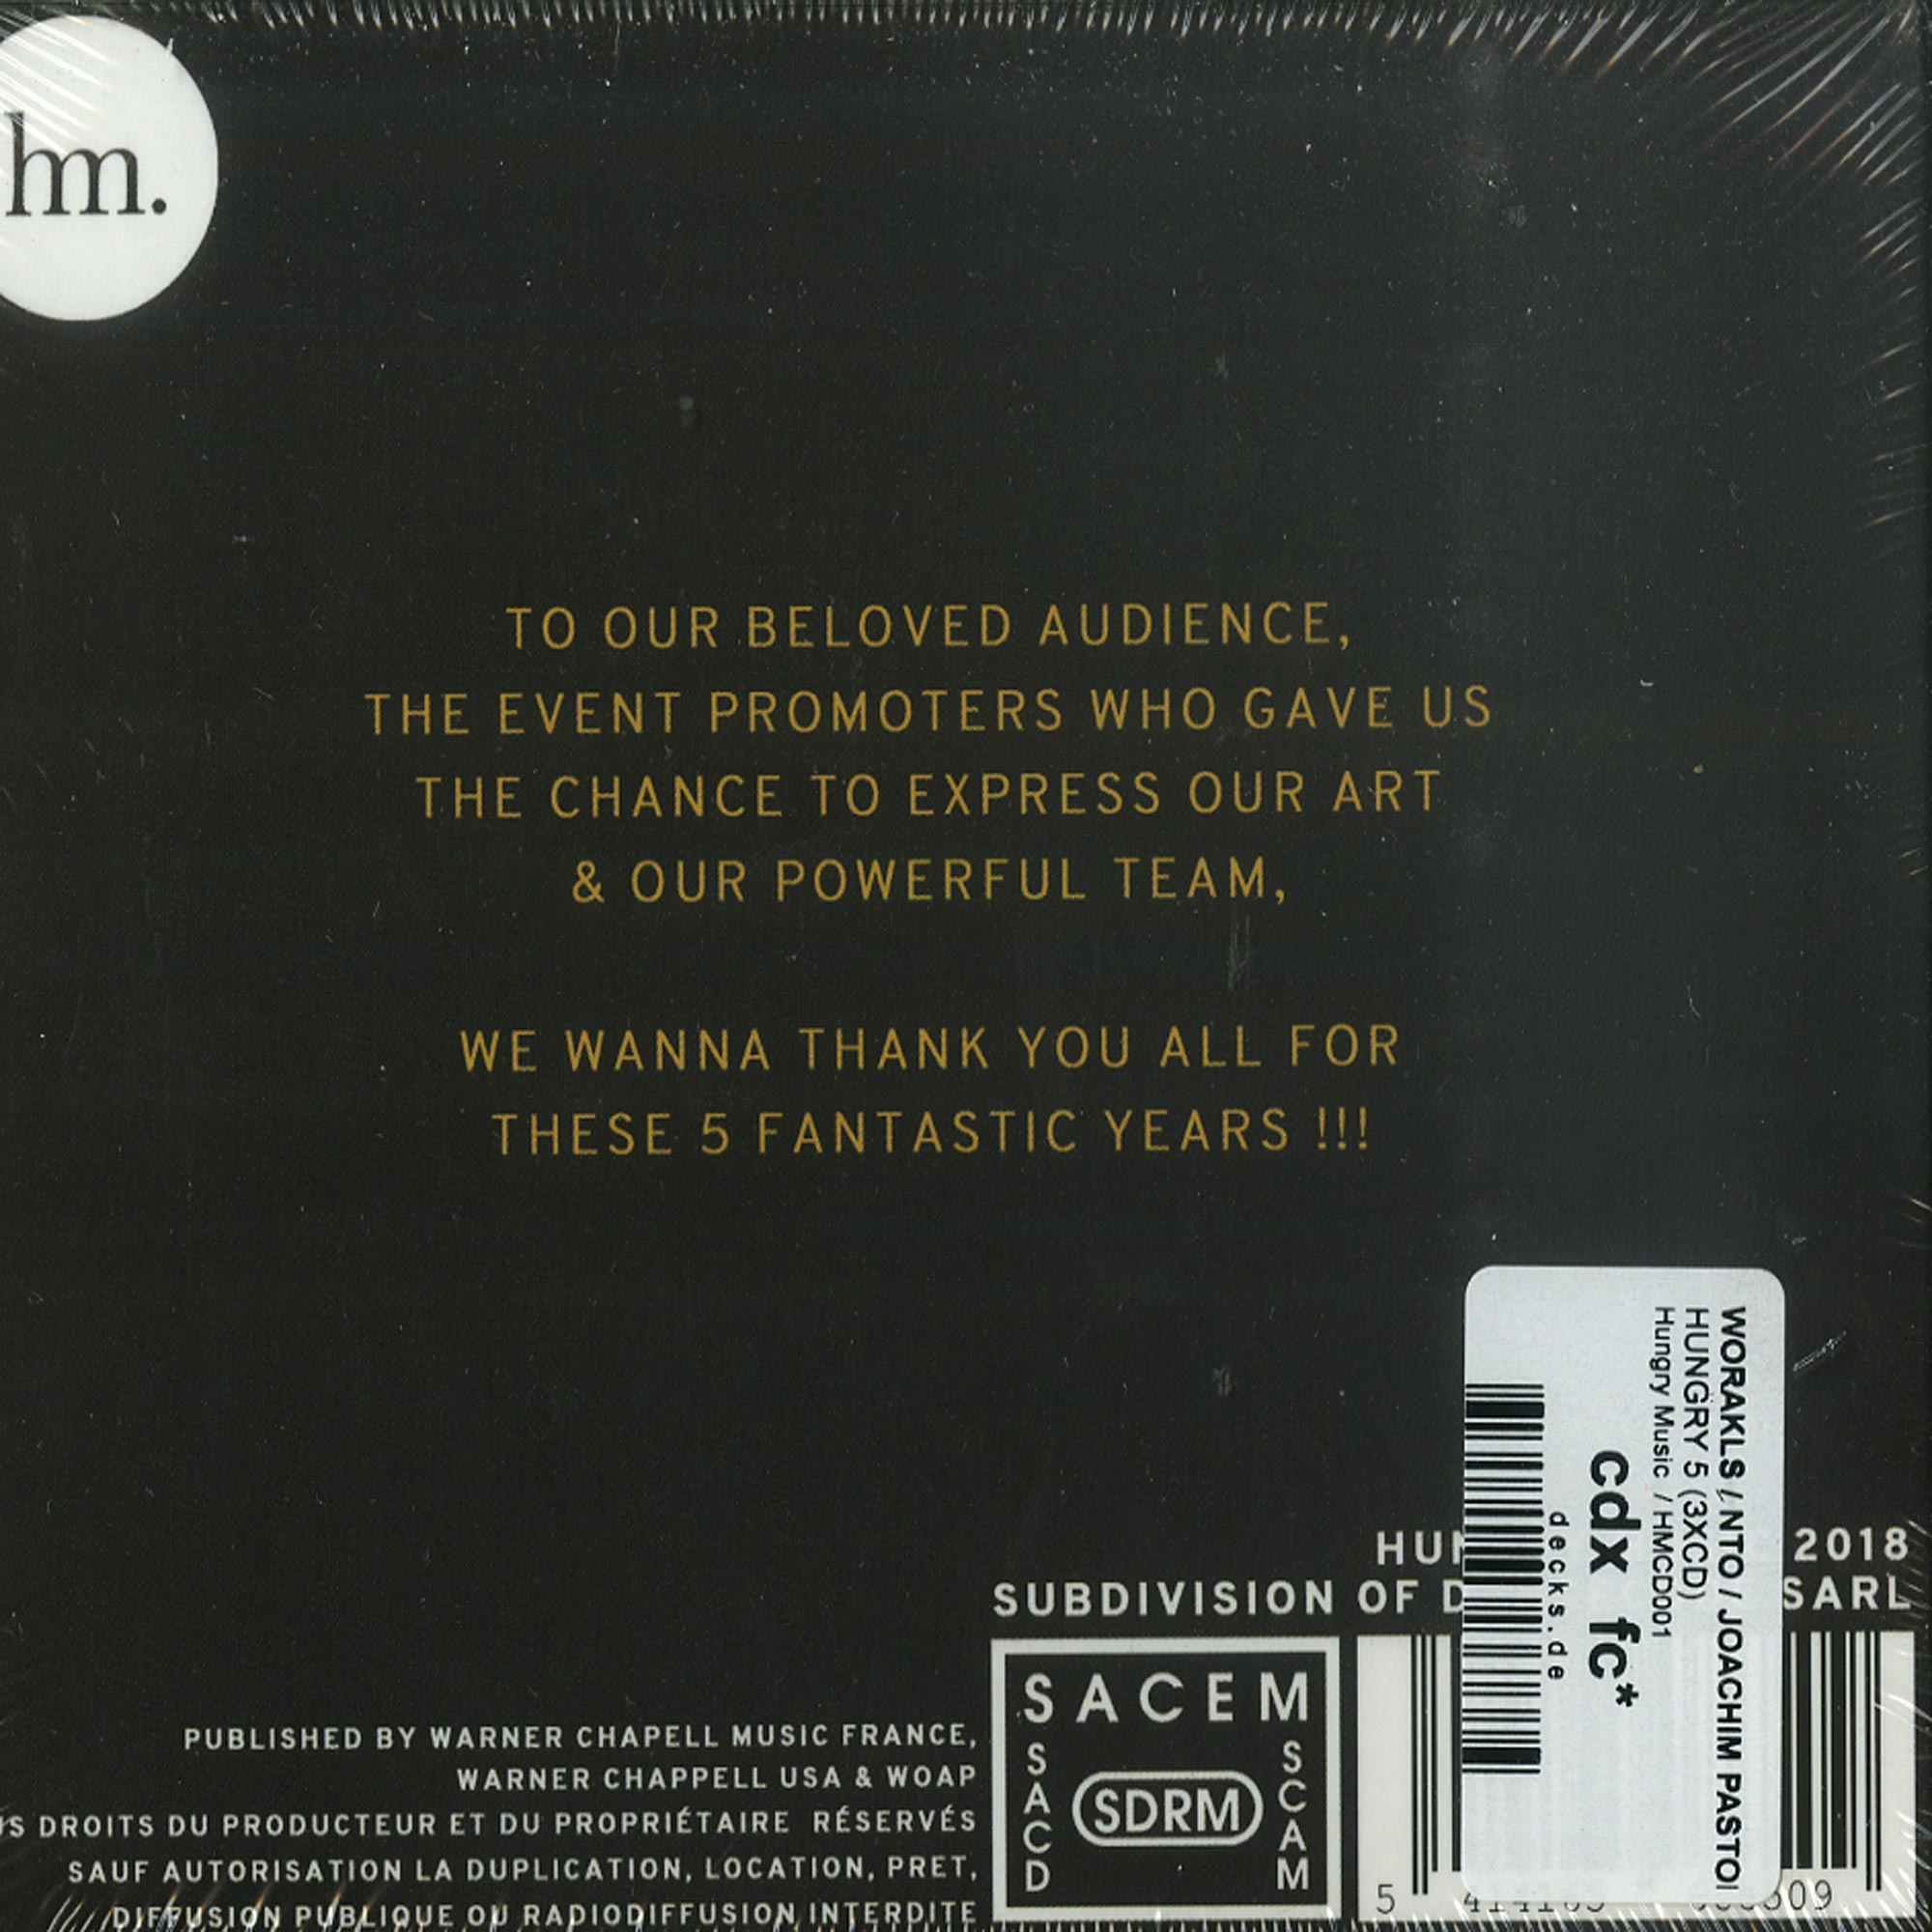 hm.
TO OUR BELOVED AUDIENCE,
THE EVENT PROMOTERS WHO GAVE US
THE CHANCE TO EXPRESS OUR ART
& OUR POWERFUL TEAM,
WE WANNA THANK YOU ALL FOR
THESE 5 FANTASTIC YEARS !!!
WORAKLS / NTO / JOACHIM PASTO
HUNGRY 5 (3XCD)
Hungry Music / HMCD001
cdx fc*
decks.de
2018
SUBDIVISION OF SARL
SACEM
SACD
SDRM
SCAM
PUBLISHED BY WARNER CHAPELL MUSIC FRANCE,
WARNER CHAPPELL USA & WOAP
DROITS DU PRODUCTEUR ET DU PROPRIÉTAIRE RÉSERVÉS
SAUF AUTORISATION LA DUPLICATION, LOCATION, PRET,
DIFFUSION PUBLIQUE OU RADIODIFFUSION INTERDITE
5